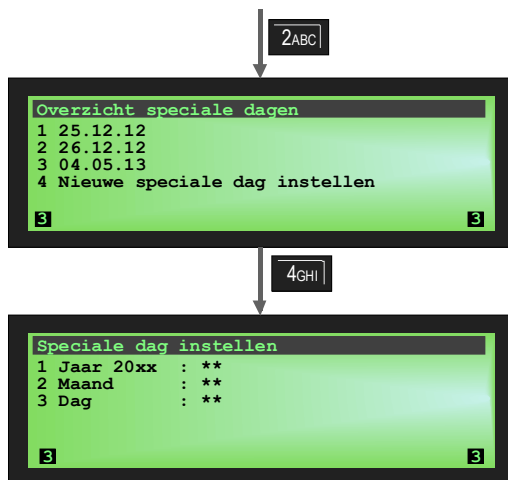 2ABC
Overzicht speciale dagen
1 25.12.12
2 26.12.12
3 04.05.13
4 Nieuwe speciale dag instellen
3 3
4GHI
Speciale dag instellen
1 Jaar 20xx : **
2 Maand : **
3 Dag : **
3 3